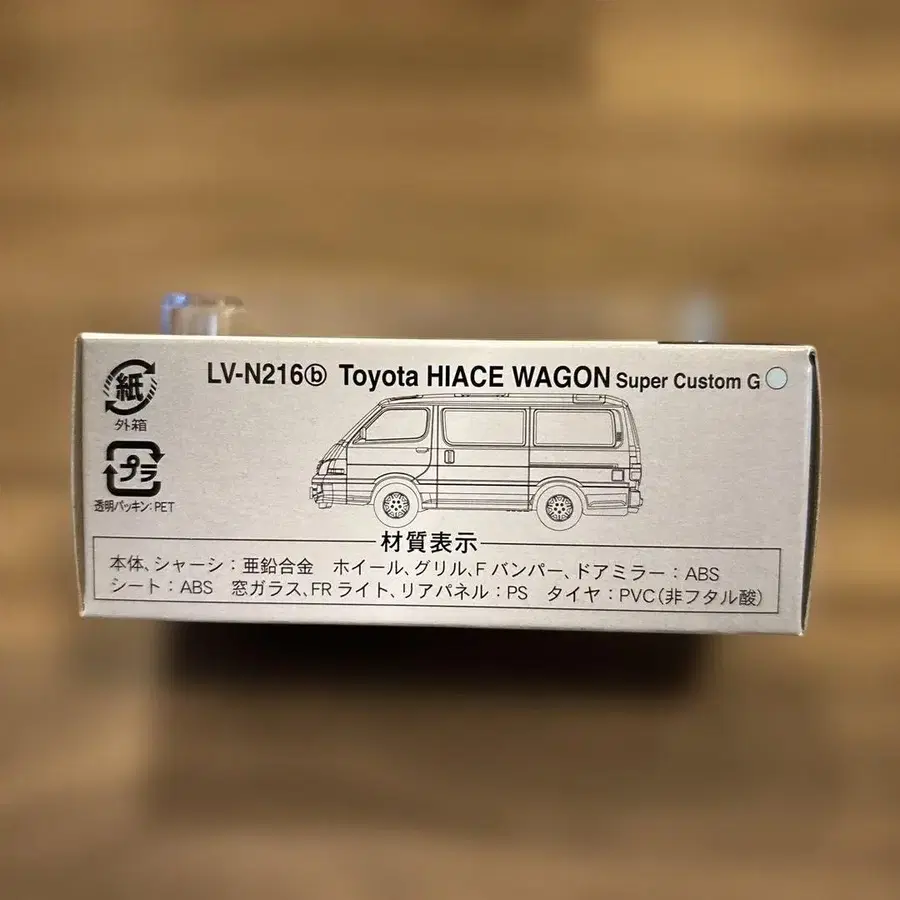 LV-N216ⓑ Toyota HIACE WAGON Super Custom G
紙
外箱
プラ
透明パッキン:PET
材質表示
本体、シャーシ:亜鉛合金 ホイール、グリル、Fバンパー、ドアミラー:ABS
シート:ABS 窓ガラス、FRライト、リアパネル:PS タイヤ:PVC(非フタル酸)